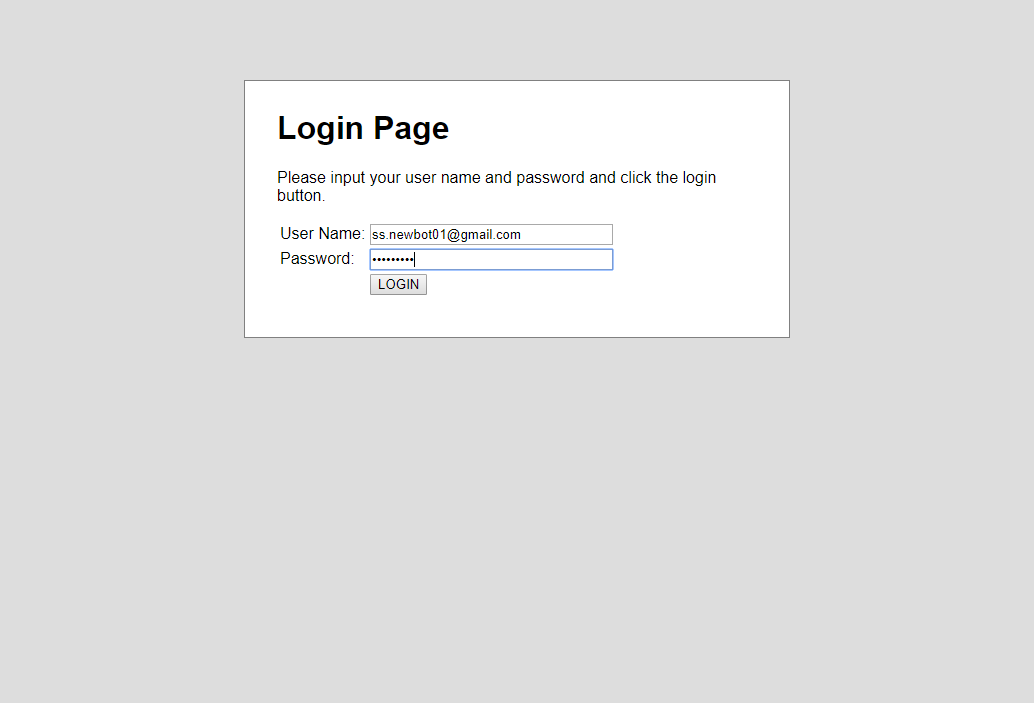 Login Page
Please input your user name and password and click the login
button.
User Name: ss.newbot01@gmail.com
Password: •••••••••
LOGIN